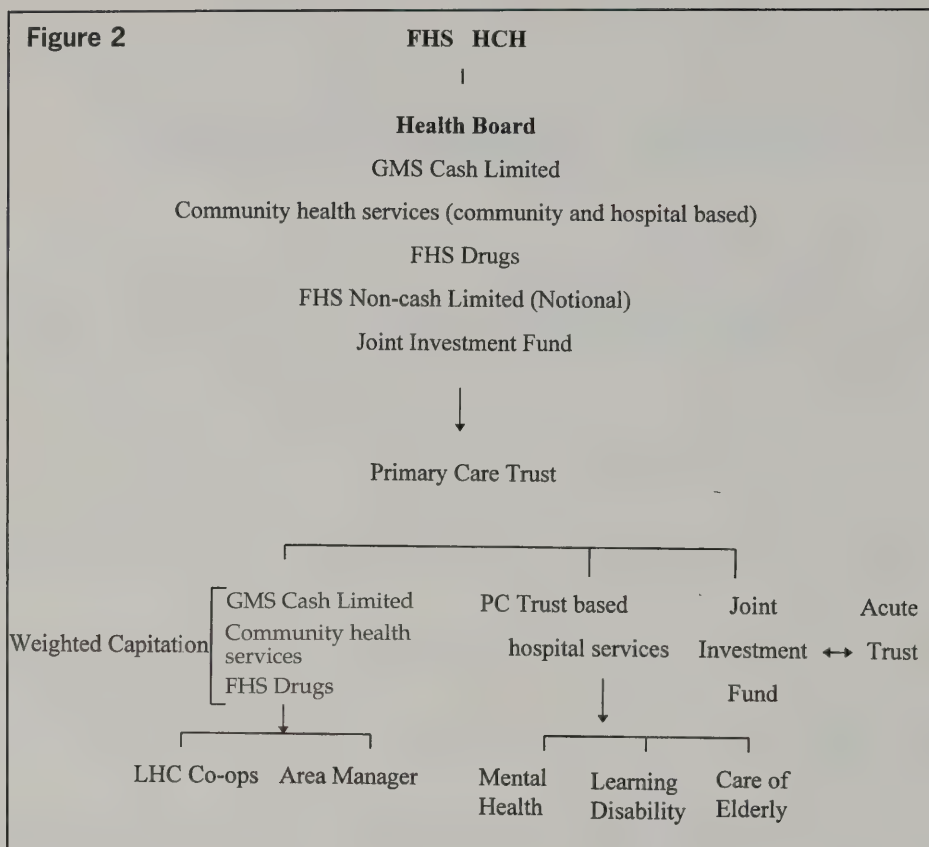 Figure 2
FHS HCH
Health Board
GMS Cash Limited
Community health services (community and hospital based)
FHS Drugs
FHS Non-cash Limited (Notional)
Joint Investment Fund
Primary Care Trust
Weighted Capitation
GMS Cash Limited
Community health
services
FHS Drugs
PC Trust based
hospital services
Joint
Investment
Fund
Acute
Trust
LHC Co-ops
Area Manager
Mental
Health
Learning
Disability
Care of
Elderly